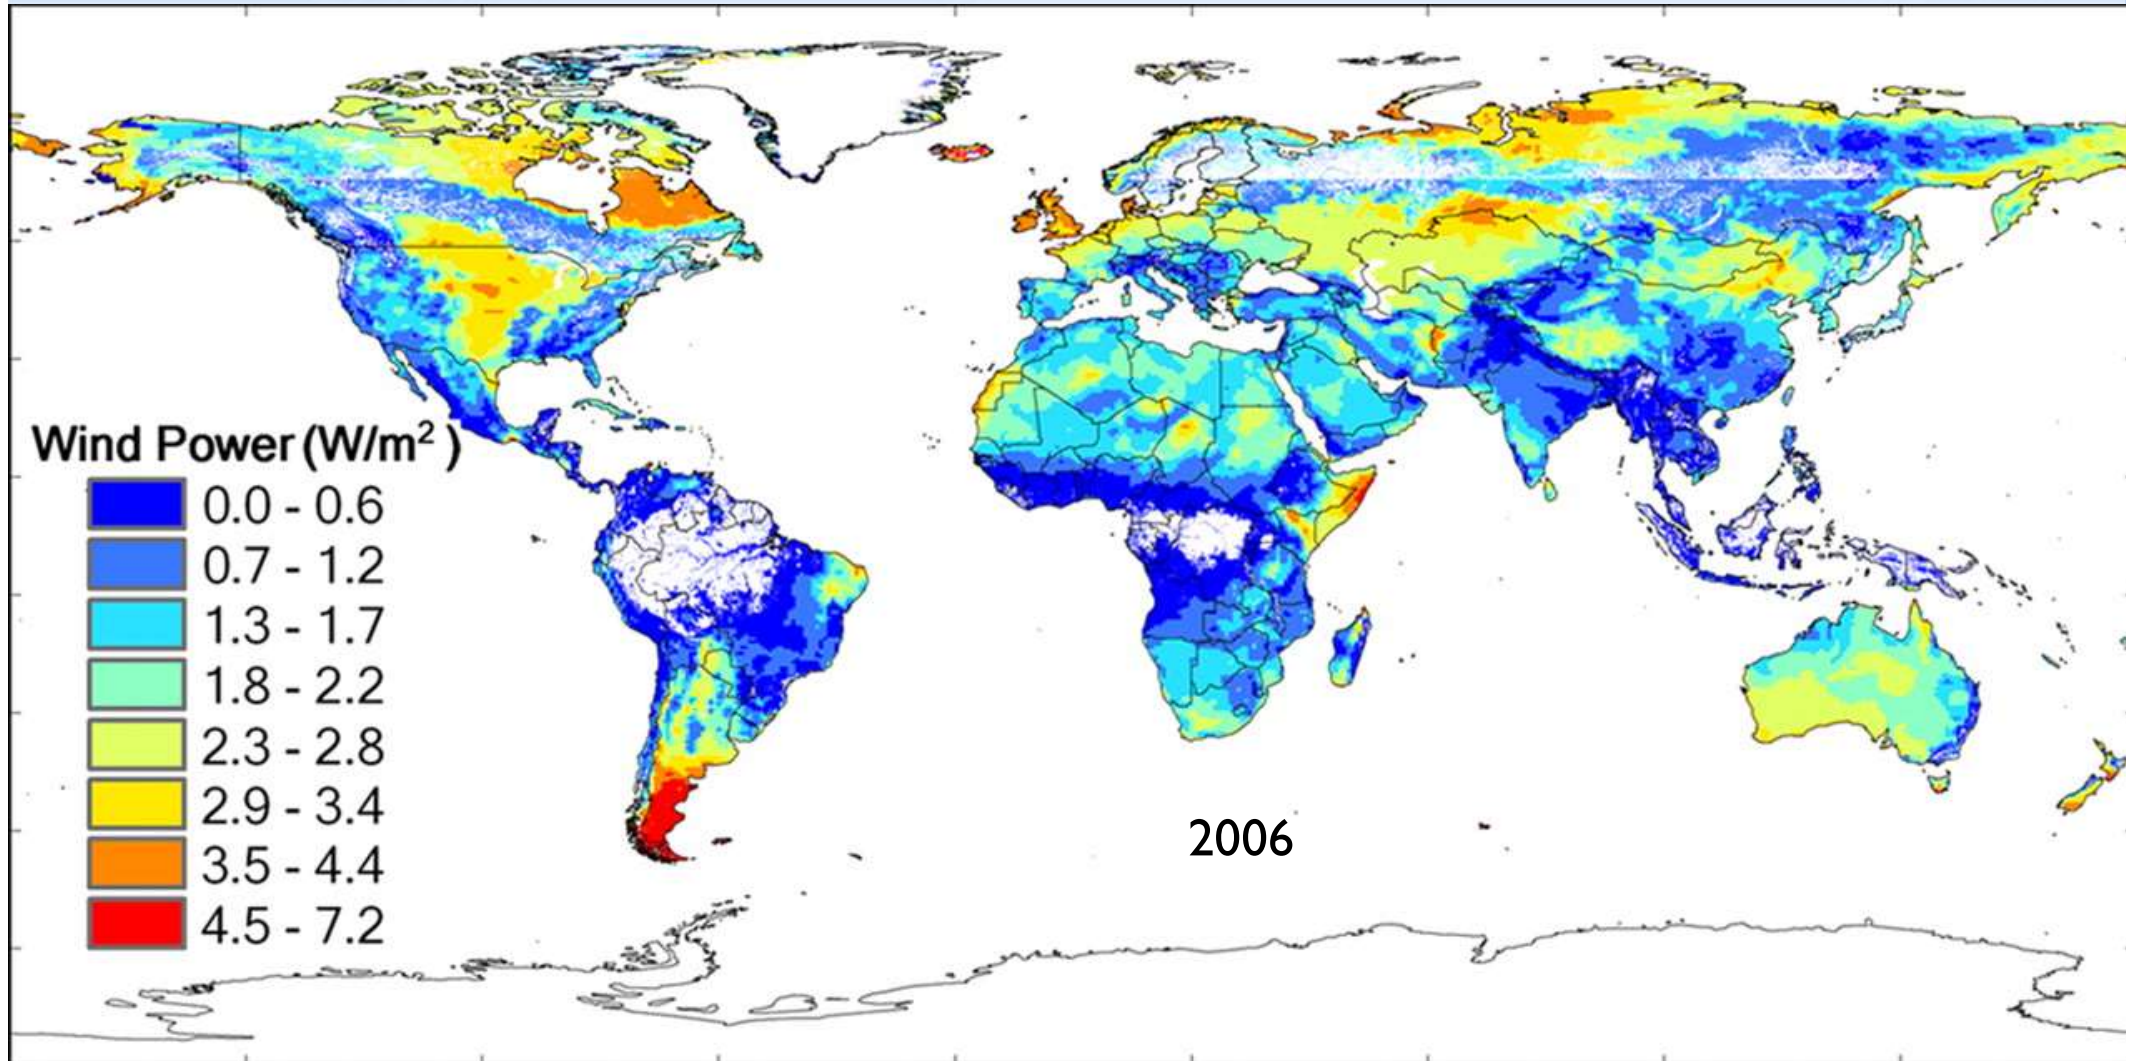 Wind Power (W/m² )
0.0 - 0.6
0.7 - 1.2
1.3 - 1.7
1.8 - 2.2
2.3 - 2.8
2.9 - 3.4
3.5 - 4.4
4.5 - 7.2
2006